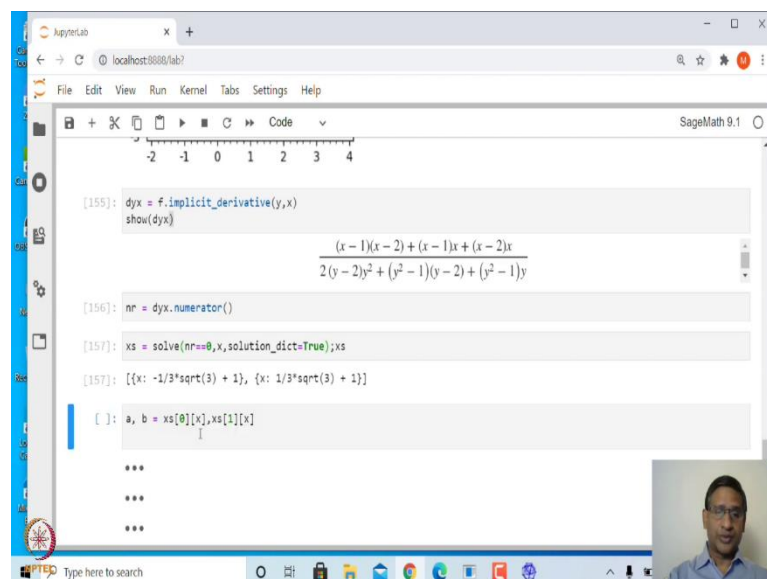 JupyterLab
localhost:8888/lab?
M
File Edit View Run Kernel Tabs Settings Help
Code
SageMath 9.1
-2 -1 0 1 2 3 4
[155]: dyx = f.implicit_derivative(y,x)
show(dyx)
(x − 1)(x − 2) + (x − 1)x + (x − 2)x
2 (y − 2)y² + (y² − 1)(y − 2) + (y² − 1)y
[156]: nr = dyx.numerator()
[157]: xs = solve(nr==0,x,solution_dict=True);xs
[157]: [{x: -1/3*sqrt(3) + 1}, {x: 1/3*sqrt(3) + 1}]
[ ]: a, b = xs[0][x],xs[1][x]
NPTEL
Type here to search